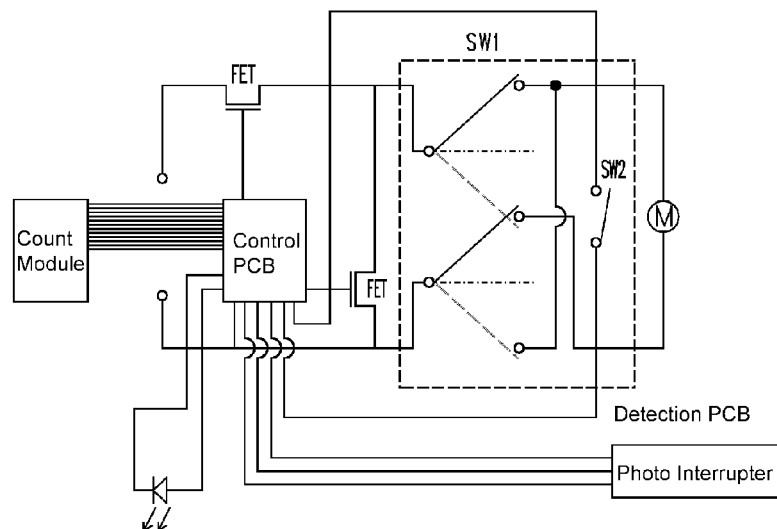 SW1
FET
SW2
Count
Module
Control
PCB
M
FET
Detection PCB
Photo Interrupter